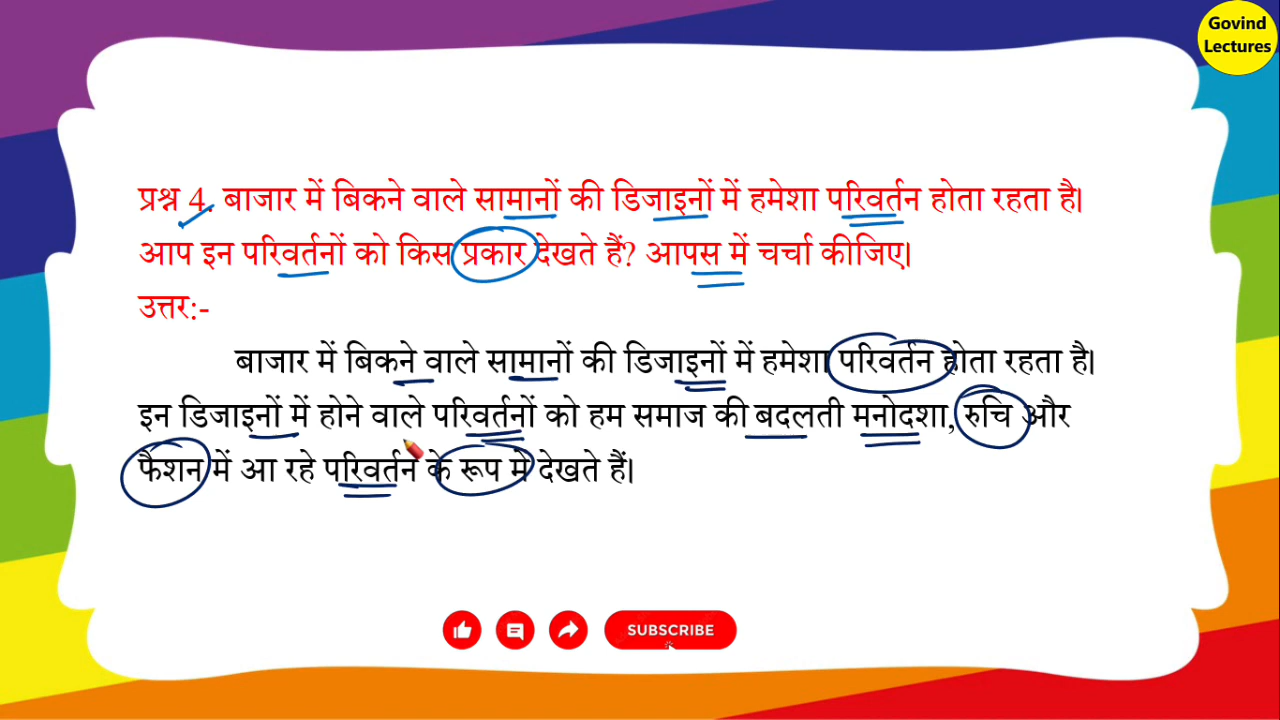 Govind
Lectures
प्रश्न 4. बाजार में बिकने वाले सामानों की डिजाइनों में हमेशा परिवर्तन होता रहता है।
आप इन परिवर्तनों को किस प्रकार देखते हैं? आपस में चर्चा कीजिए।
उत्तर:-
बाजार में बिकने वाले सामानों की डिजाइनों में हमेशा परिवर्तन होता रहता है।
इन डिजाइनों में होने वाले परिवर्तनों को हम समाज की बदलती मनोदशा, रुचि और
फैशन में आ रहे परिवर्तन के रूप में देखते हैं।
SUBSCRIBE